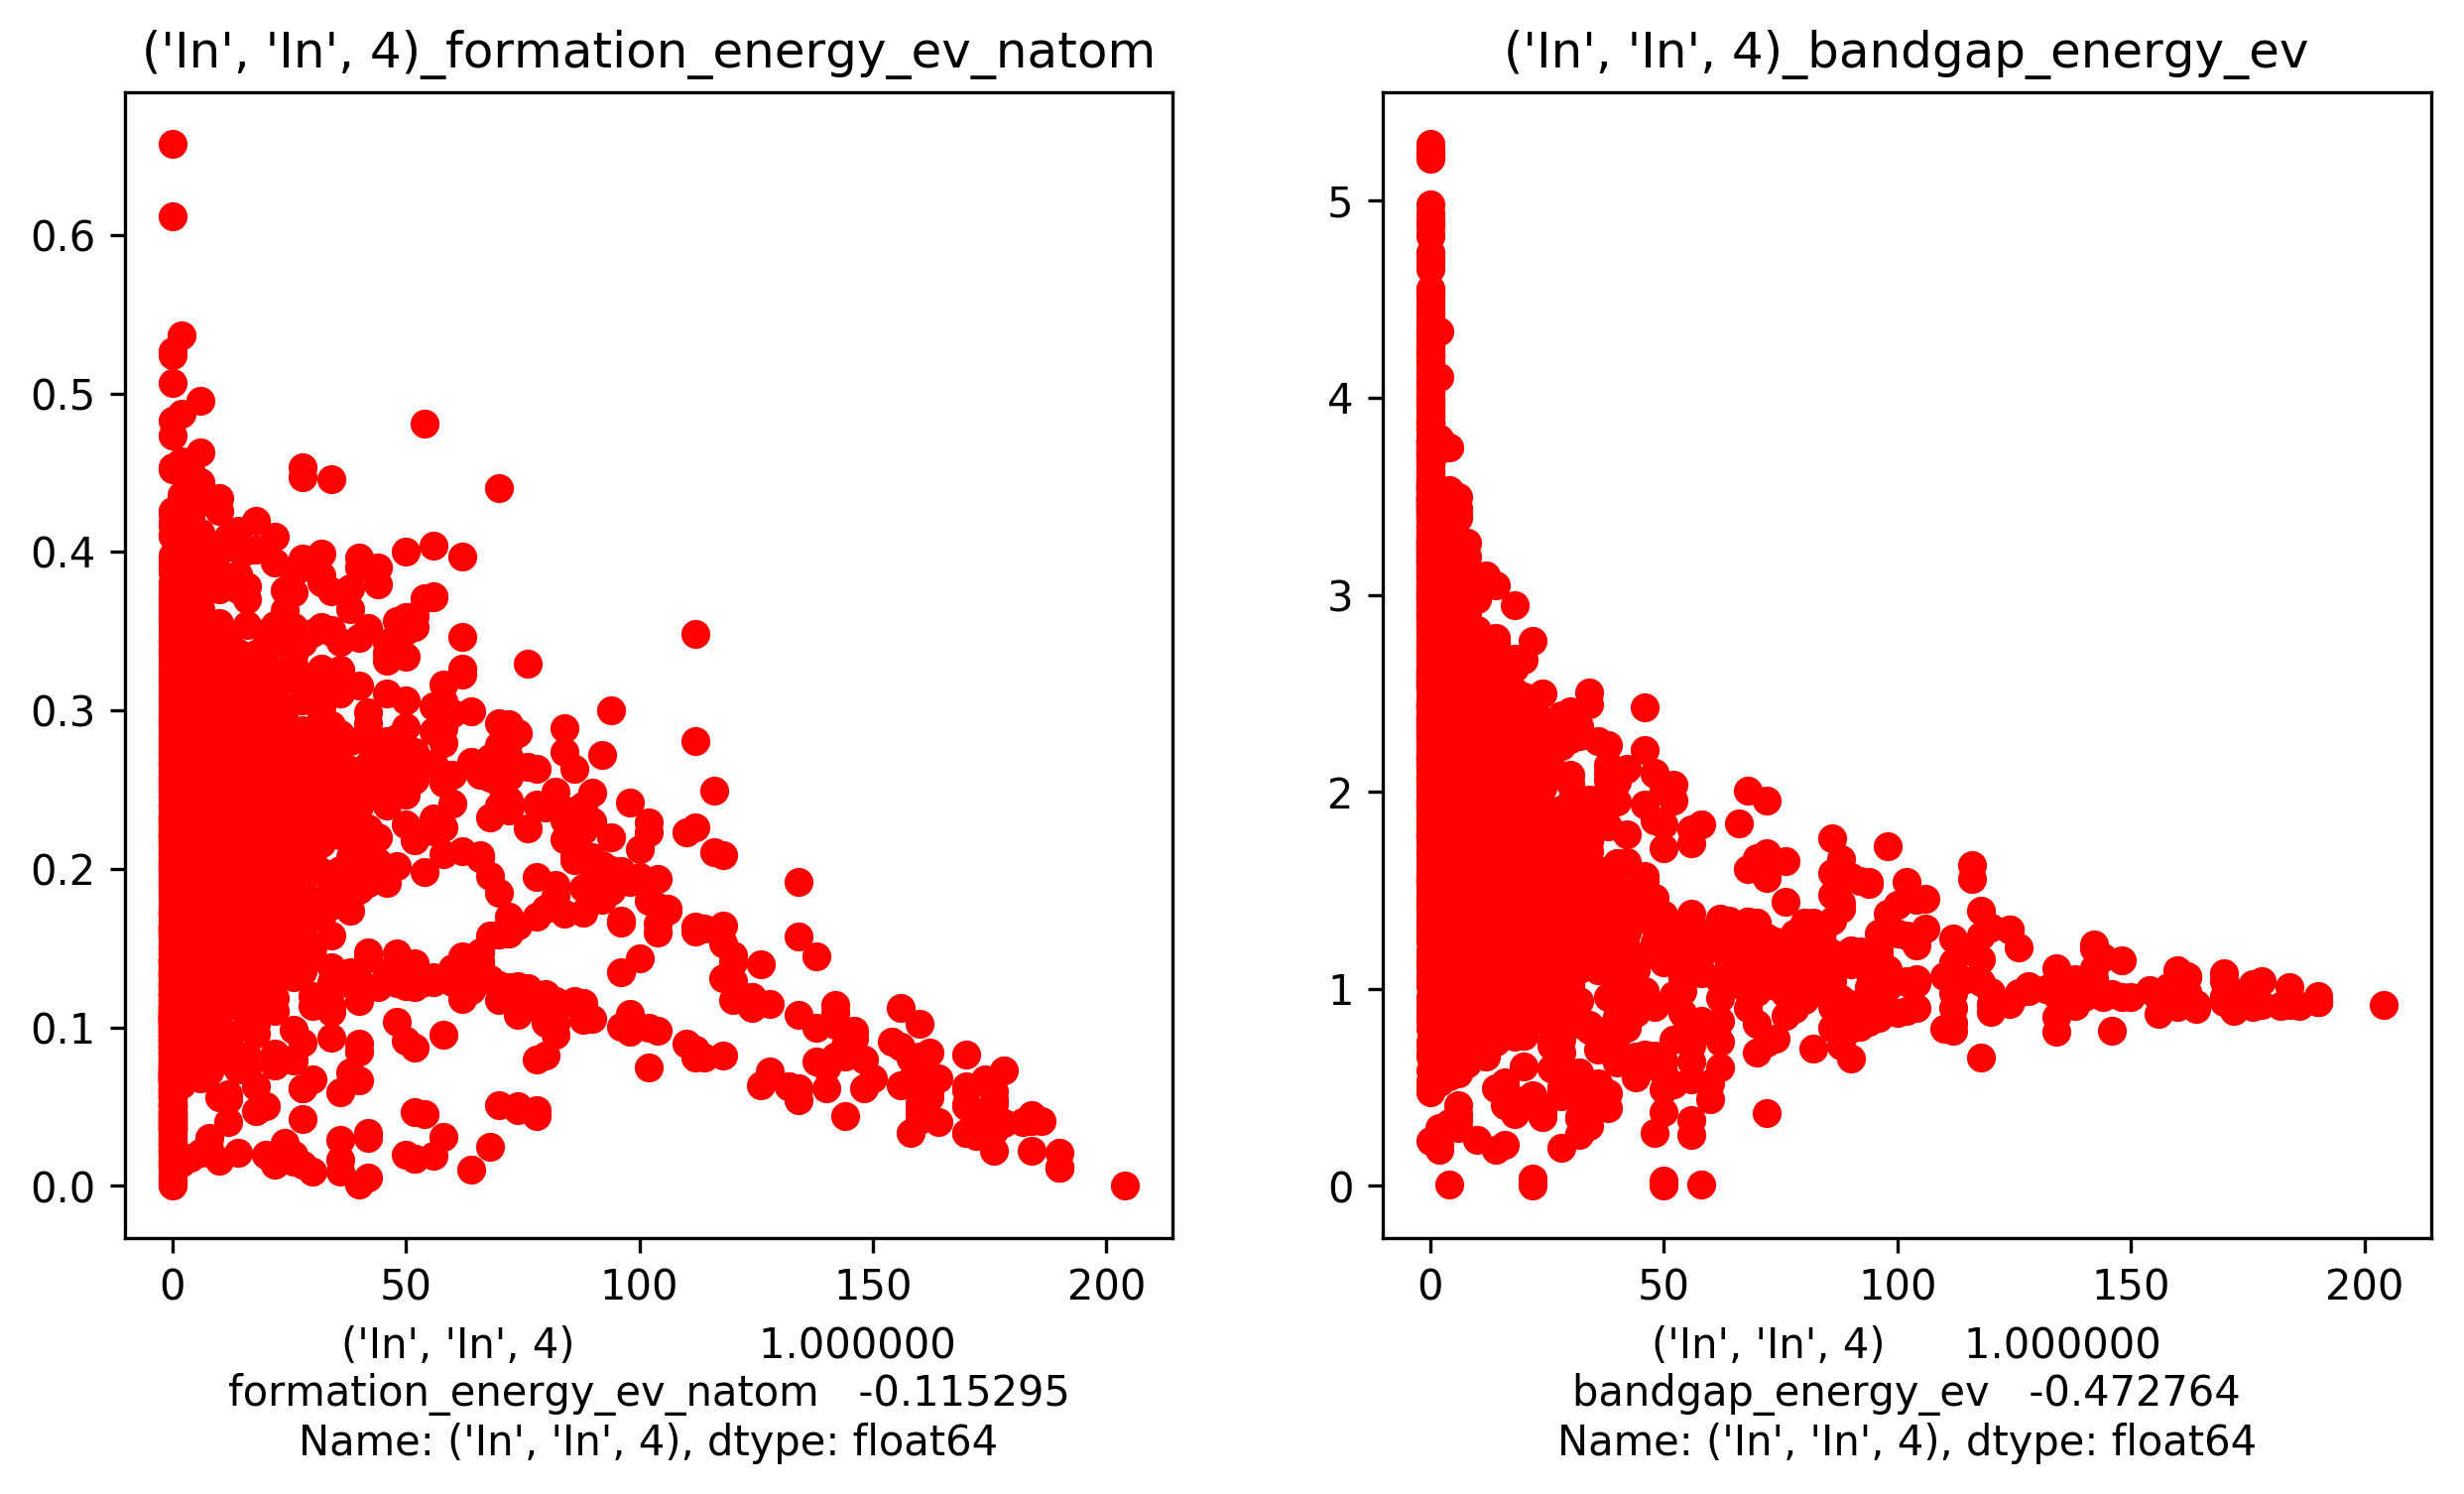 ('In', 'In', 4)_formation_energy_ev_natom
0.6
0.5
0.4
0.3
0.2
0.1
0.0
0 50 100 150 200
('In', 'In', 4) 1.000000
formation_energy_ev_natom -0.115295
Name: ('In', 'In', 4), dtype: float64
('In', 'In', 4)_bandgap_energy_ev
5
4
3
2
1
0
0 50 100 150 200
('In', 'In', 4) 1.000000
bandgap_energy_ev -0.472764
Name: ('In', 'In', 4), dtype: float64